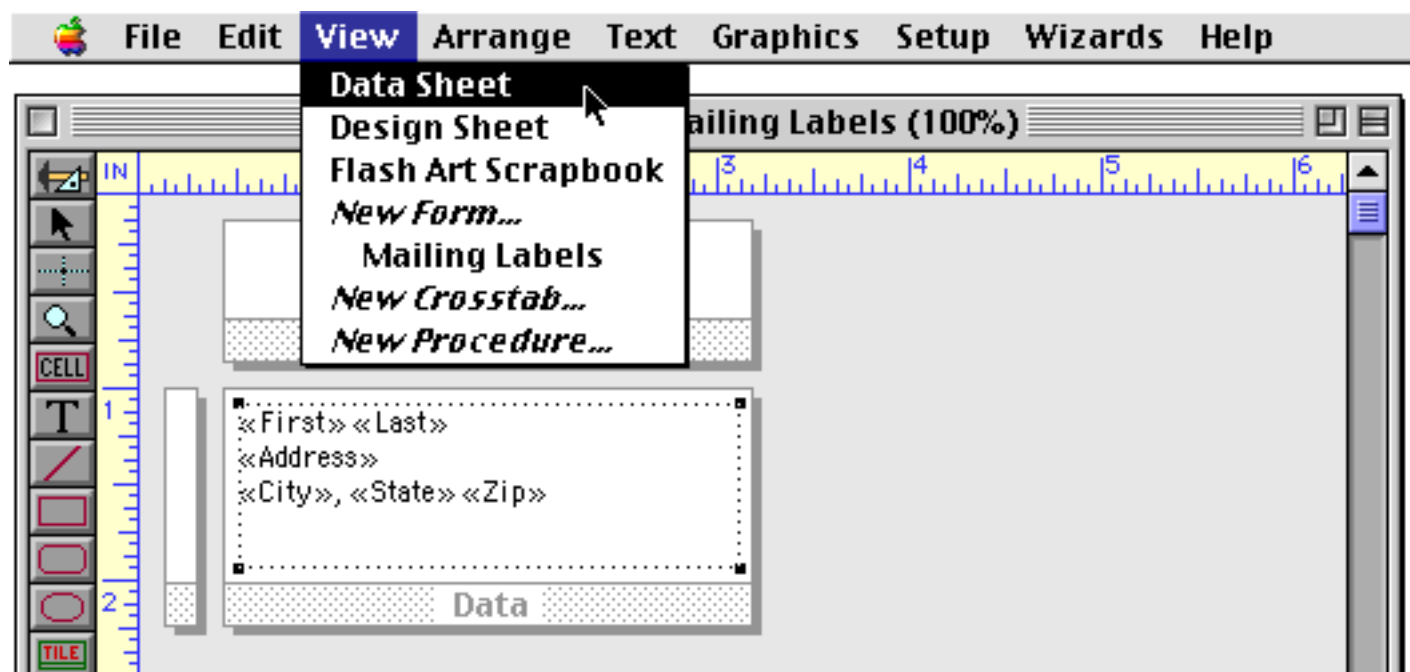 File Edit View Arrange Text Graphics Setup Wizards Help
Data Sheet
Design Sheet
Flash Art Scrapbook
New Form...
Mailing Labels
New Crosstab...
New Procedure...
ailing Labels (100%)
IN
3 4 5 6
CELL
T
1
«First» «Last»
«Address»
«City», «State» «Zip»
2
Data
TILE